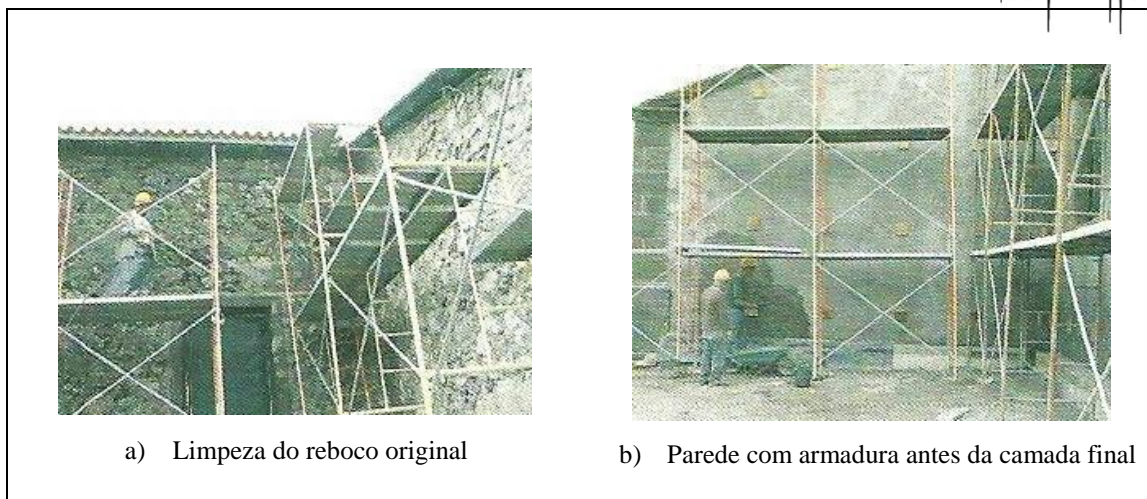 a) Limpeza do reboco original
b) Parede com armadura antes da camada final